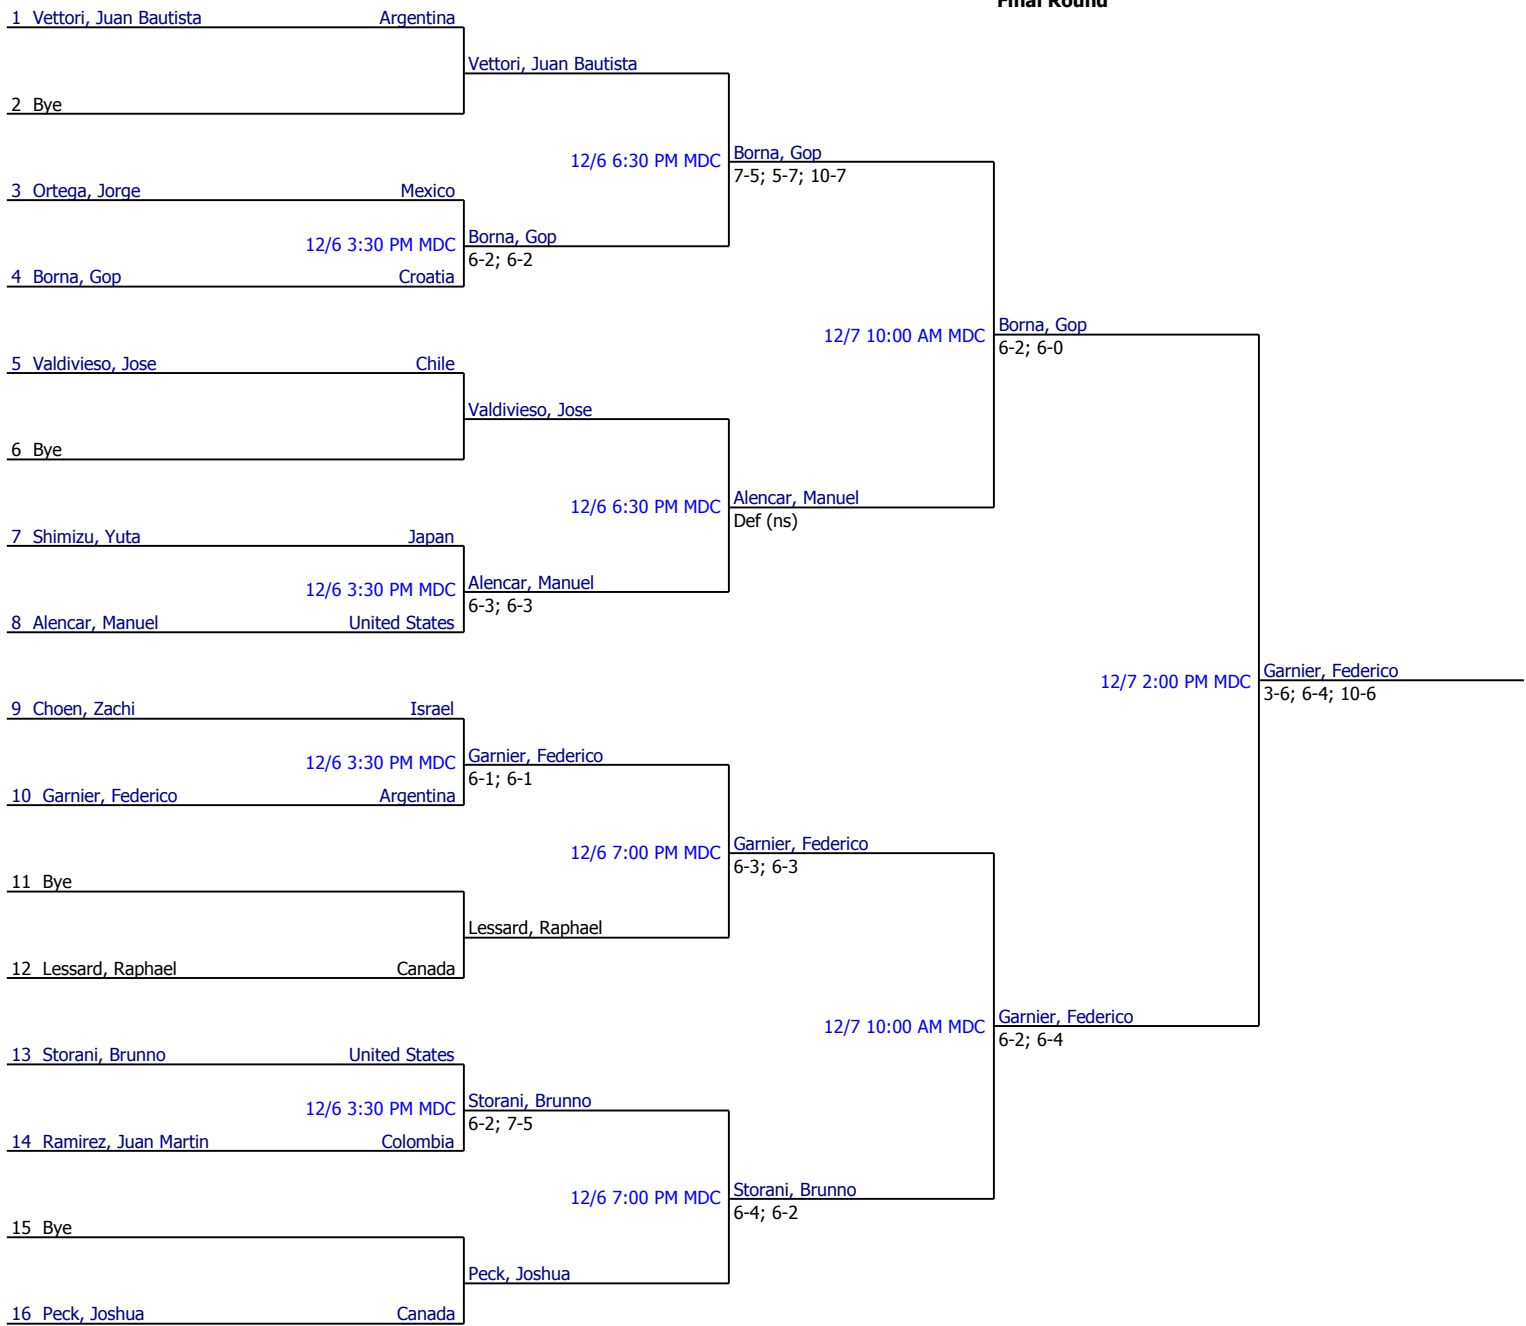 Final Round
1 Vettori, Juan Bautista Argentina
Vettori, Juan Bautista
2 Bye
12/6 6:30 PM MDC Borna, Gop
7-5; 5-7; 10-7
3 Ortega, Jorge Mexico
12/6 3:30 PM MDC Borna, Gop
6-2; 6-2
4 Borna, Gop Croatia
12/7 10:00 AM MDC Borna, Gop
6-2; 6-0
5 Valdivieso, Jose Chile
Valdivieso, Jose
6 Bye
12/6 6:30 PM MDC Alencar, Manuel
Def (ns)
7 Shimizu, Yuta Japan
12/6 3:30 PM MDC Alencar, Manuel
6-3; 6-3
8 Alencar, Manuel United States
12/7 2:00 PM MDC Garnier, Federico
3-6; 6-4; 10-6
9 Choen, Zachi Israel
12/6 3:30 PM MDC Garnier, Federico
6-1; 6-1
10 Garnier, Federico Argentina
12/6 7:00 PM MDC Garnier, Federico
6-3; 6-3
11 Bye
Lessard, Raphael
12 Lessard, Raphael Canada
12/7 10:00 AM MDC Garnier, Federico
6-2; 6-4
13 Storani, Brunno United States
12/6 3:30 PM MDC Storani, Brunno
6-2; 7-5
14 Ramirez, Juan Martin Colombia
12/6 7:00 PM MDC Storani, Brunno
6-4; 6-2
15 Bye
Peck, Joshua
16 Peck, Joshua Canada